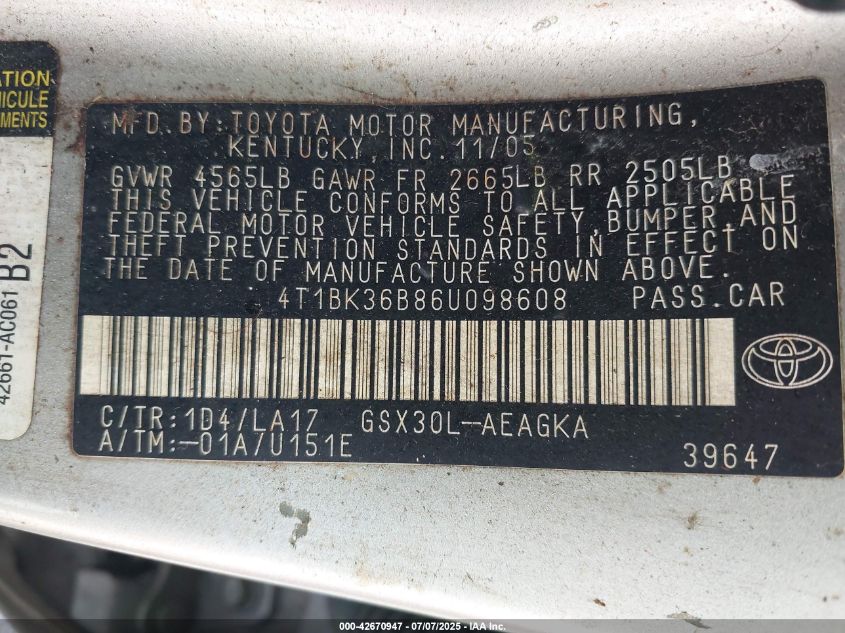 ATION
HICULE
MENTS
42661-AC061
B2
MFD.BY:TOYOTA MOTOR MANUFACTURING,
KENTUCKY,INC.11/05
GVWR 4565LB GAWR FR 2665LB RR 2505LB
THIS VEHICLE CONFORMS TO ALL APPLICABLE
FEDERAL MOTOR VEHICLE SAFETY,BUMPER,AND
THEFT PREVENTION STANDARDS IN EFFECT ON
THE DATE OF MANUFACTURE SHOWN ABOVE.
4T1BK36B86U098608 PASS.CAR
C/TR:1D4/LA17 GSX30L-AEAGKA
A/TM:-01A/U151E
39647
000-42670947 - 07/07/2025 - IAA Inc.